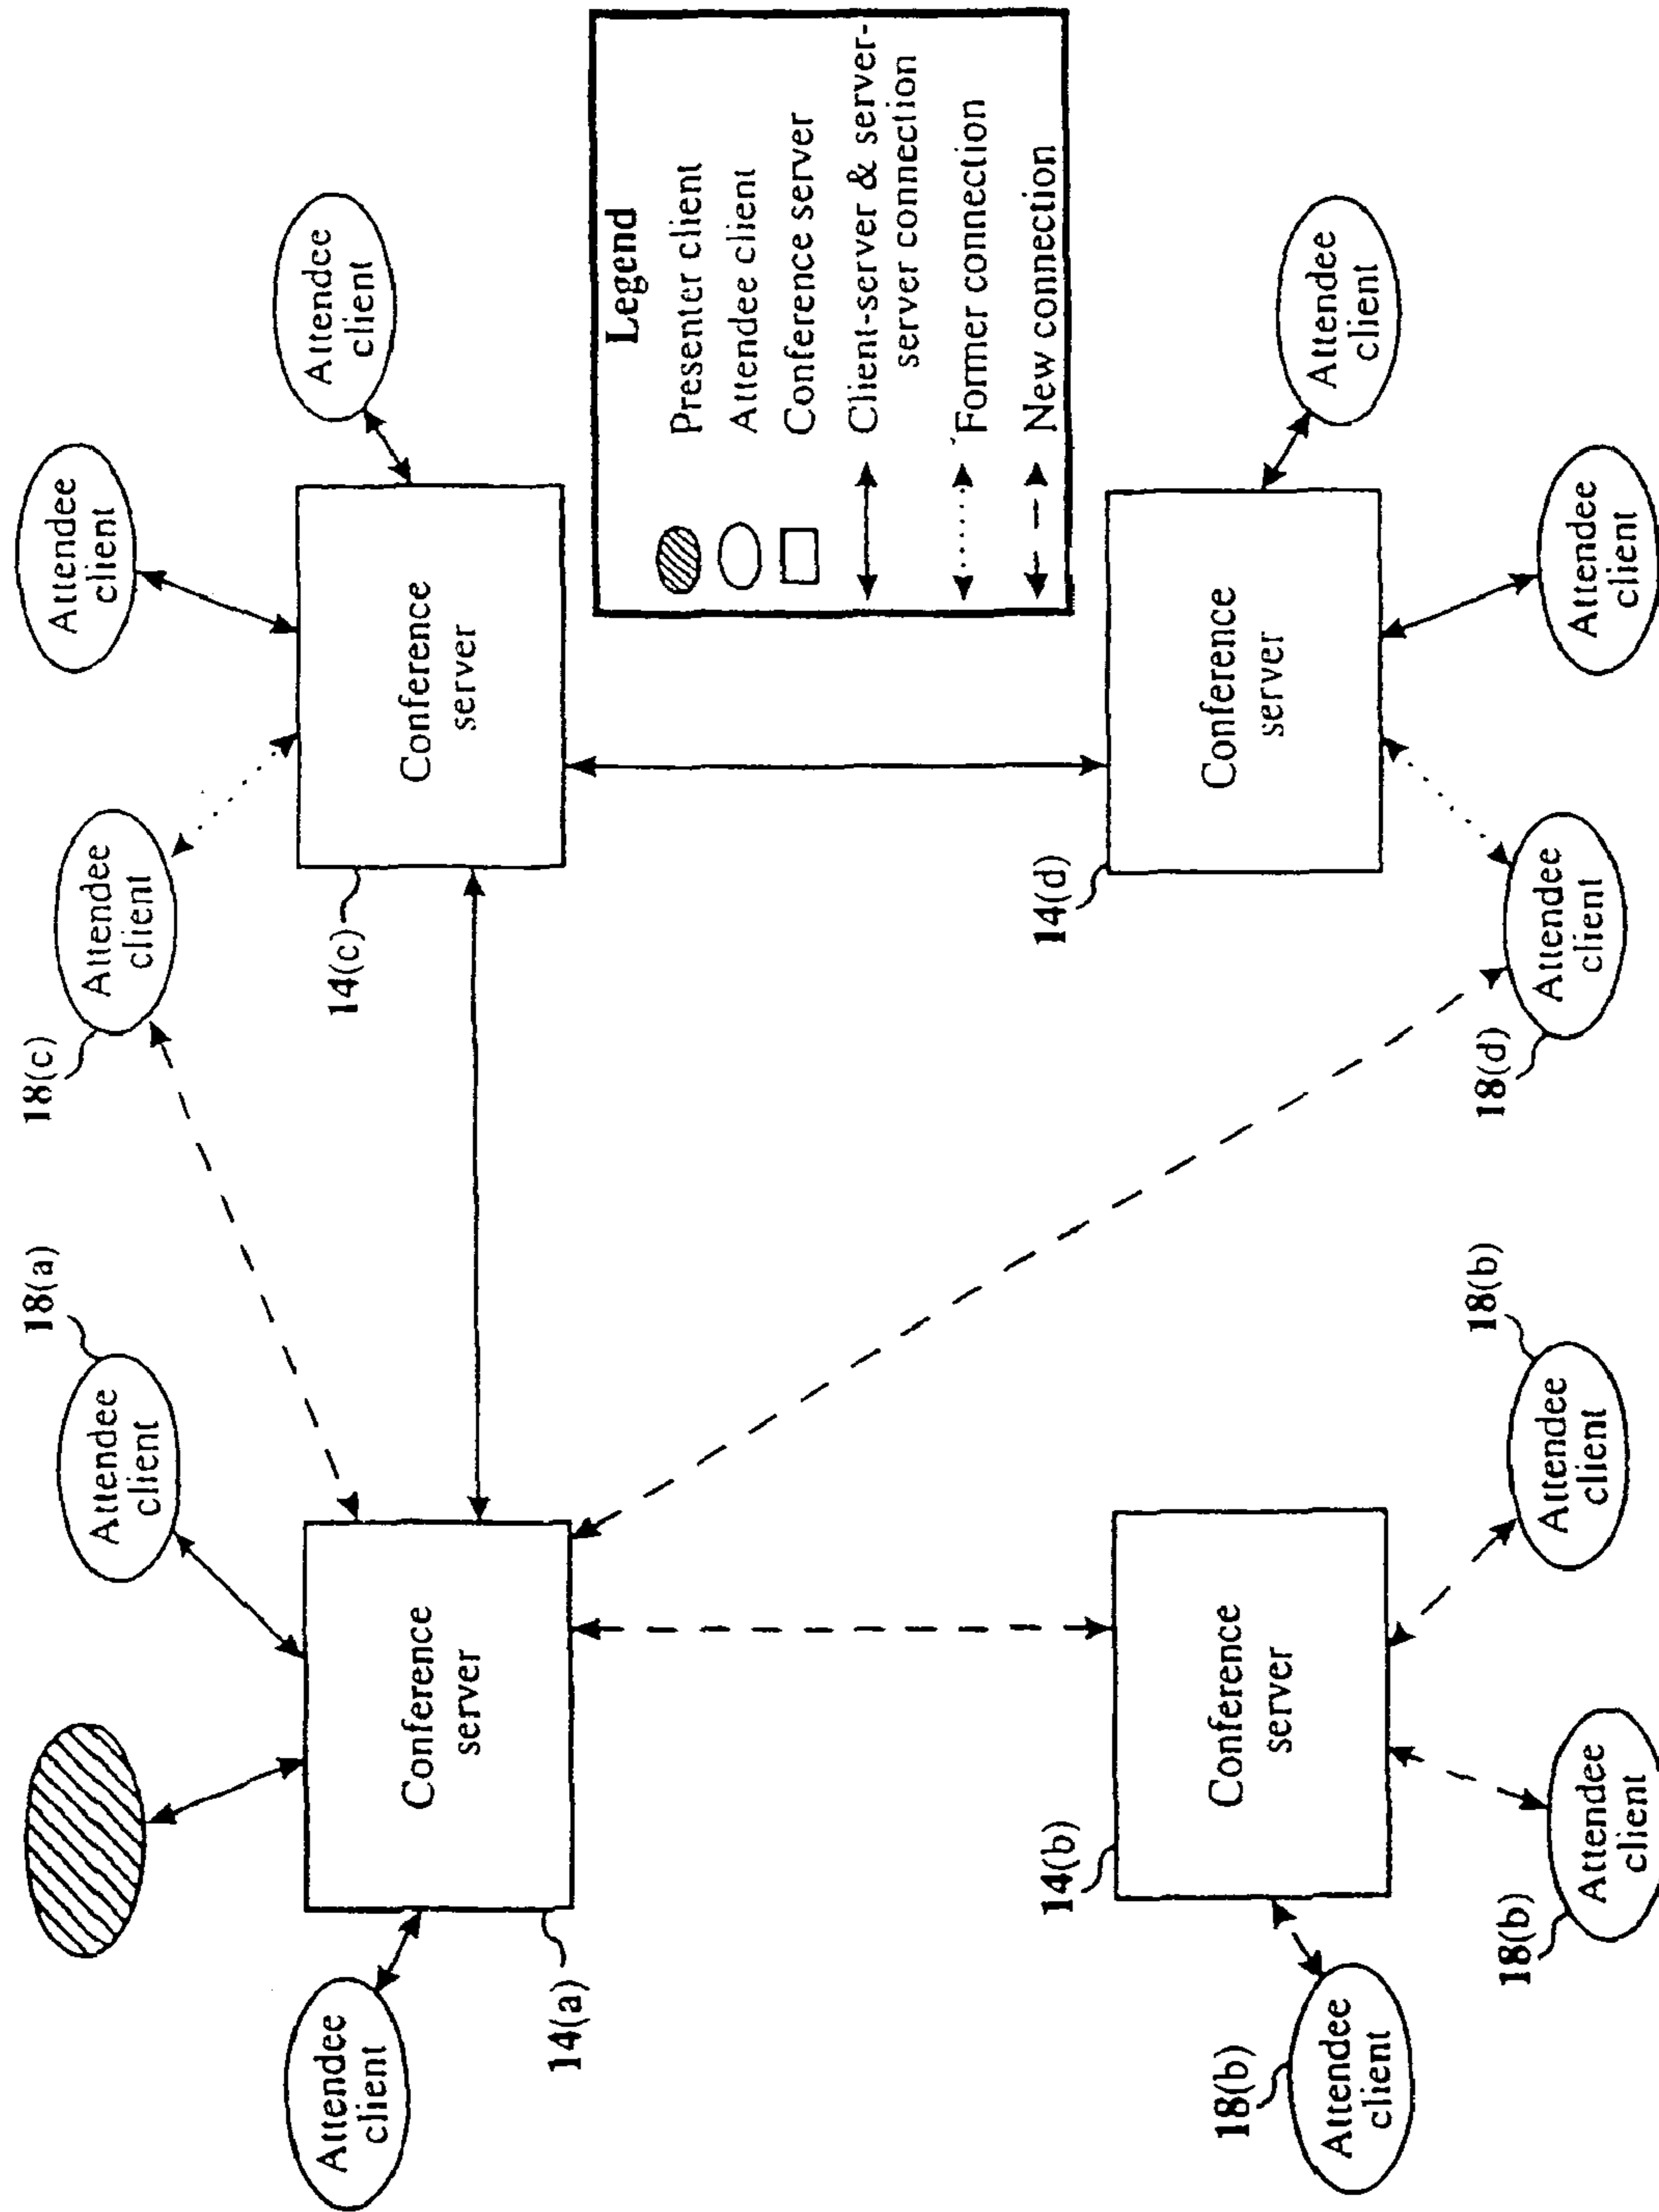 18(a)
18(c)
Attendee
client
Attendee
client
Attendee
client
Attendee
client
Attendee
client
14(c)
Conference
server
Conference
server
14(a)
Legend
Presenter client
Attendee client
Conference server
Client-server & server-
server connection
Former connection
New connection
14(b)
14(d)
Conference
server
Conference
server
18(b)
Attendee
client
Attendee
client
18(b)
18(d)
18(b)
Attendee
client
Attendee
client
Attendee
client
Attendee
client